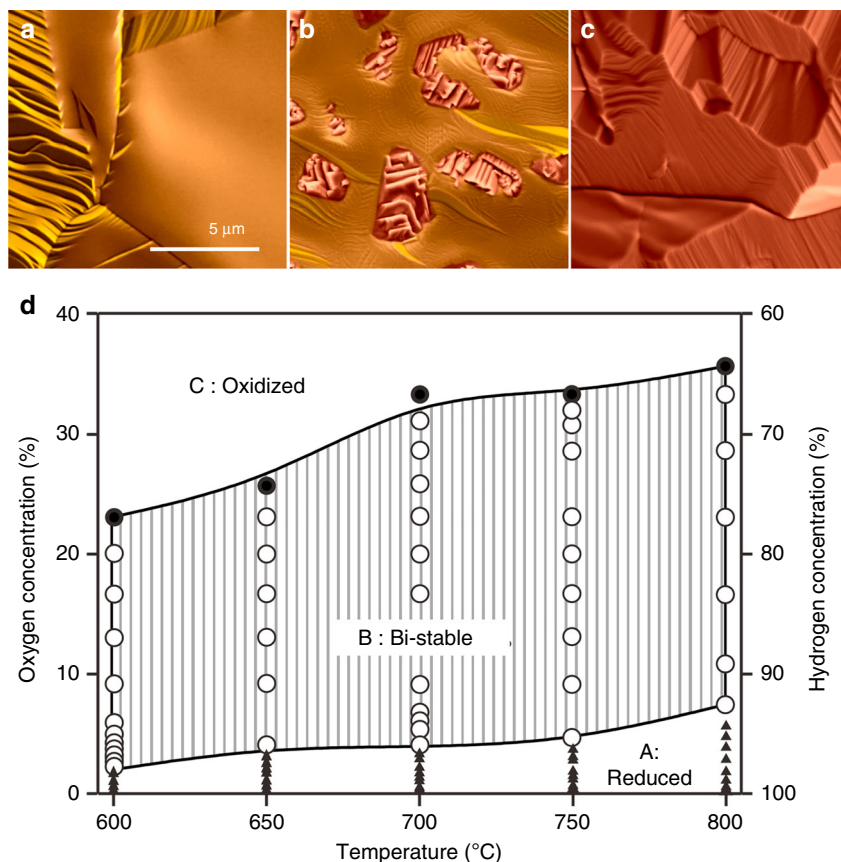 a
b
c
5 μm
d
40
30
20
10
0
Oxygen concentration (%)
60
70
80
90
100
Hydrogen concentration (%)
C : Oxidized
B : Bi-stable
A:
Reduced
600
650
700
750
800
Temperature (°C)